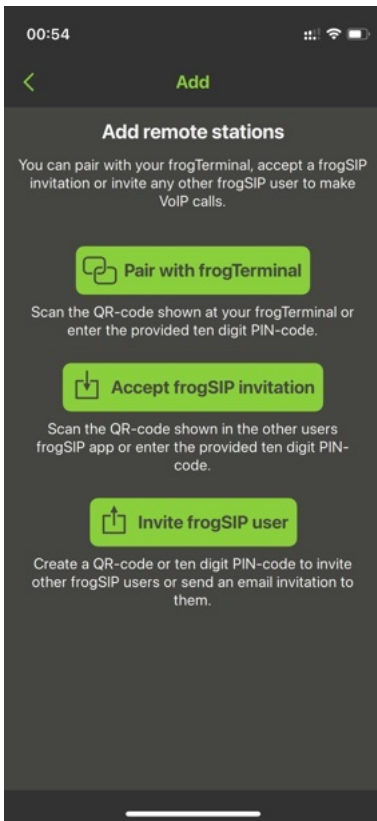 00:54
Add
Add remote stations
You can pair with your frogTerminal, accept a frogSIP
invitation or invite any other frogSIP user to make
VoIP calls.
Pair with frogTerminal
Scan the QR-code shown at your frogTerminal or
enter the provided ten digit PIN-code.
Accept frogSIP invitation
Scan the QR-code shown in the other users
frogSIP app or enter the provided ten digit PIN-
code.
Invite frogSIP user
Create a QR-code or ten digit PIN-code to invite
other frogSIP users or send an email invitation to
them.